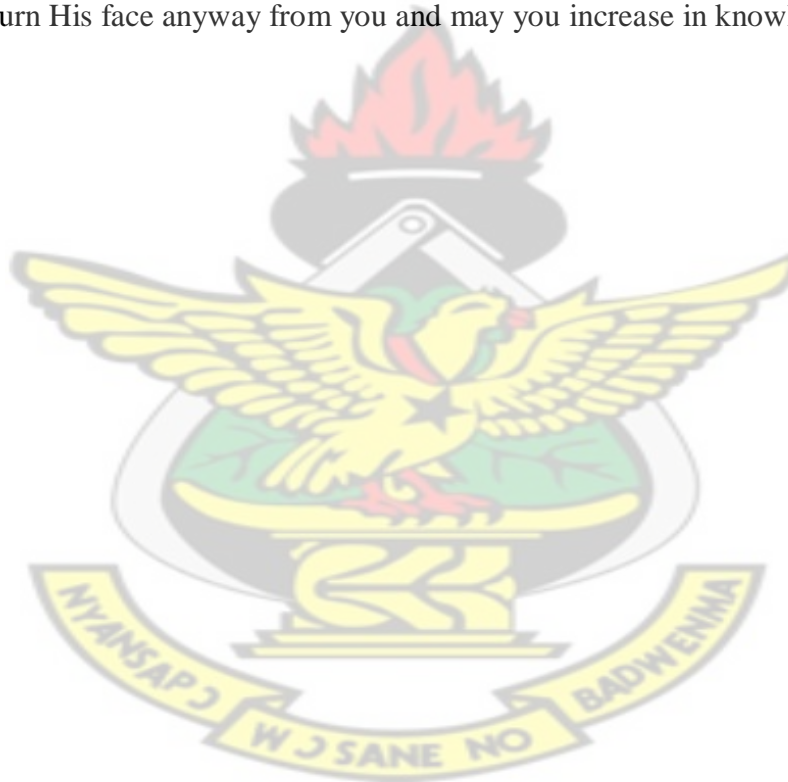 urn His face anyway from you and may you increase in know
NYANSAPƆ
WƆSANE NO
BADWENMA